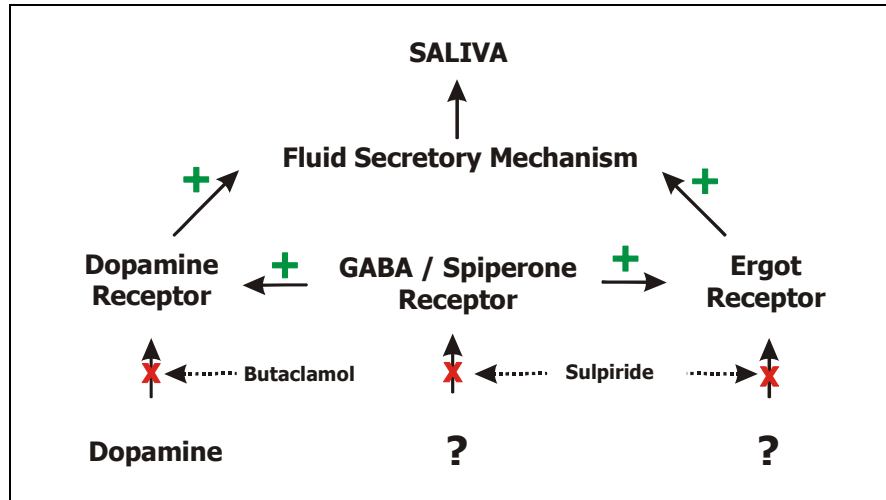 SALIVA
Fluid Secretory Mechanism
+
+
Dopamine
Receptor
+
GABA / Spiperone
Receptor
+
Ergot
Receptor
X
Butaclamol
X
Sulpiride
X
Dopamine
?
?